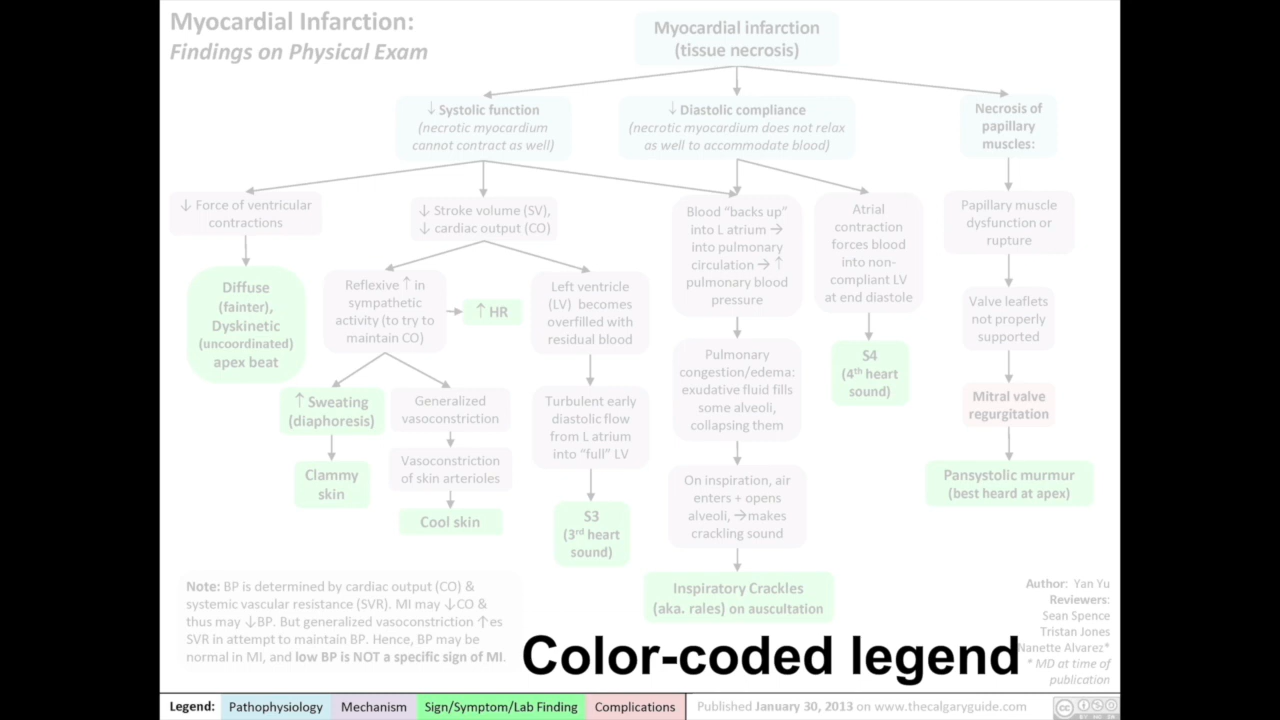 Myocardial Infarction:
Findings on Physical Exam
Myocardial infarction
(tissue necrosis)
↓ Systolic function
(necrotic myocardium
cannot contract as well)
↓ Diastolic compliance
(necrotic myocardium does not relax
as well to accommodate blood)
Necrosis of
papillary
muscles:
↓ Force of ventricular
contractions
↓ Stroke volume (SV),
↓ cardiac output (CO)
Blood “backs up”
into L atrium →
into pulmonary
circulation → ↑
pulmonary blood
pressure
Atrial
contraction
forces blood
into non-
compliant LV
at end diastole
Papillary muscle
dysfunction or
rupture
Diffuse
(fainter),
Dyskinetic
(uncoordinated)
apex beat
Reflexive ↑ in
sympathetic
activity (to try to
maintain CO)
↑ HR
Left ventricle
(LV) becomes
overfilled with
residual blood
Valve leaflets
not properly
supported
Pulmonary
congestion/edema:
exudative fluid fills
some alveoli,
collapsing them
S4
(4th heart
sound)
Mitral valve
regurgitation
↑ Sweating
(diaphoresis)
Generalized
vasoconstriction
Turbulent early
diastolic flow
from L atrium
into “full” LV
Clammy
skin
Vasoconstriction
of skin arterioles
On inspiration, air
enters + opens
alveoli, →makes
crackling sound
Pansystolic murmur
(best heard at apex)
Cool skin
S3
(3rd heart
sound)
Inspiratory Crackles
(aka. rales) on auscultation
Note: BP is determined by cardiac output (CO) &
systemic vascular resistance (SVR). MI may ↓CO &
thus may ↓BP. But generalized vasoconstriction ↑es
SVR in attempt to maintain BP. Hence, BP may be
normal in MI, and low BP is NOT a specific sign of MI.
Author: Yan Yu
Reviewers:
Sean Spence
Tristan Jones
Nanette Alvarez*
* MD at time of
publication
Color-coded legend
Legend: Pathophysiology Mechanism Sign/Symptom/Lab Finding Complications Published January 30, 2013 on www.thecalgaryguide.com
cc
BY NC SA